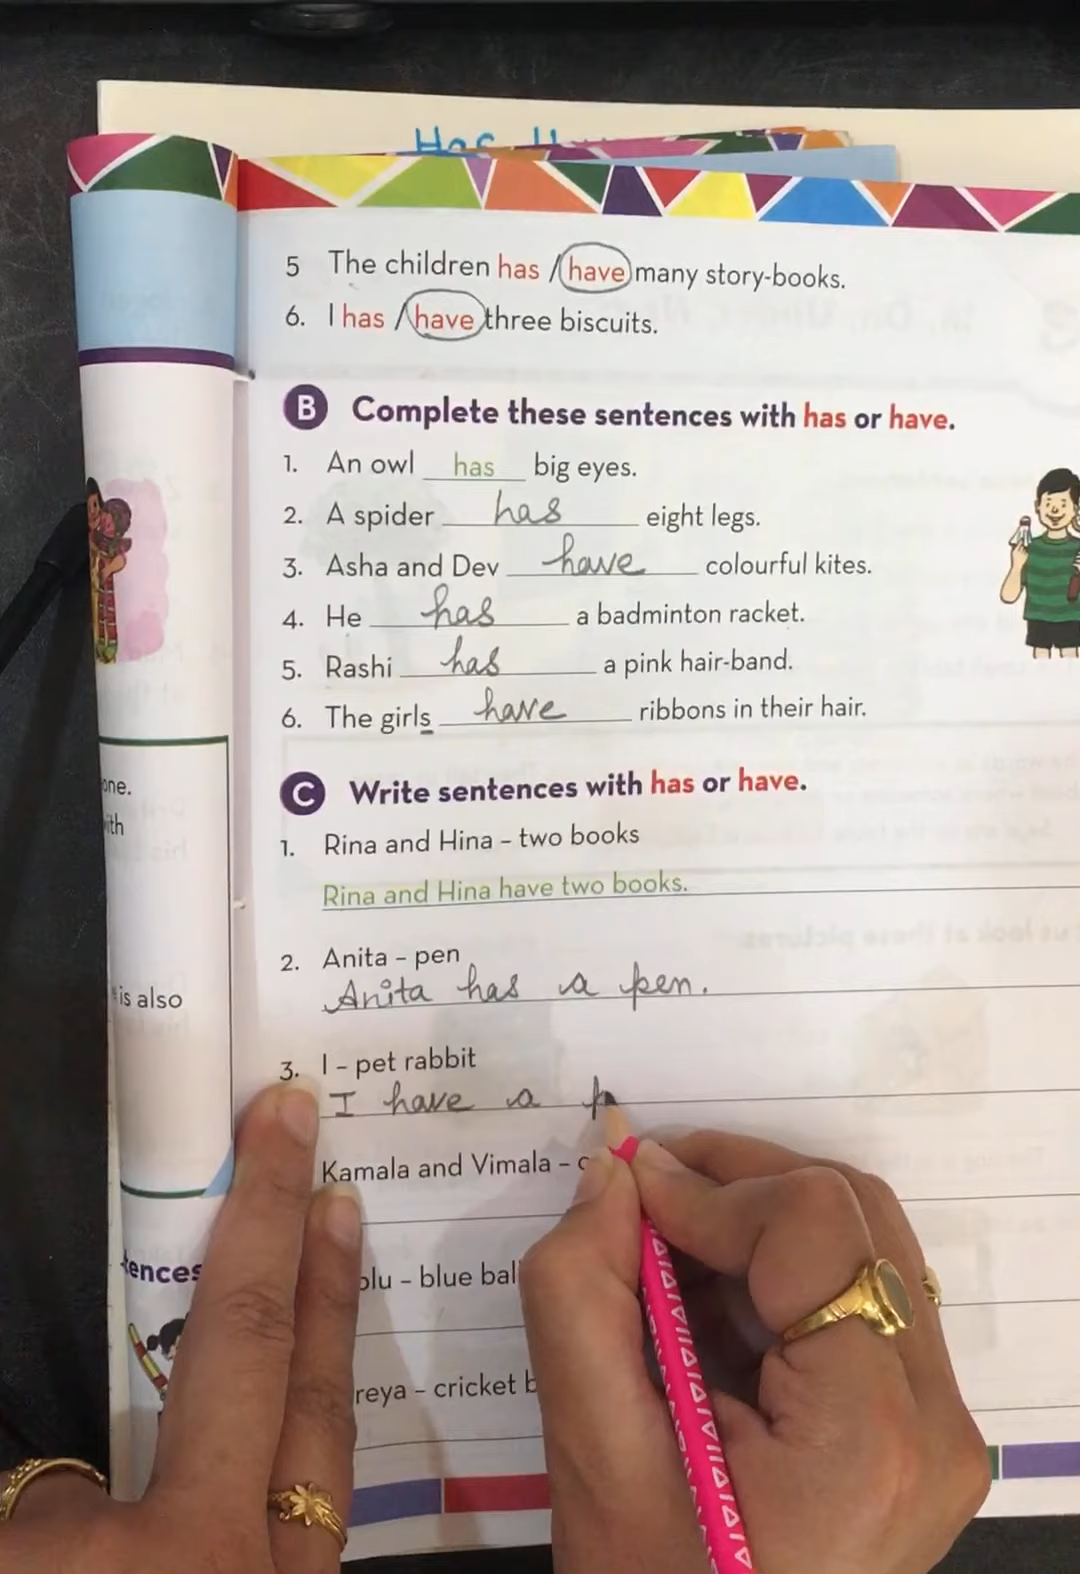 5 The children has / have many story-books.
6. I has / have three biscuits.
B Complete these sentences with has or have.
1. An owl has big eyes.
2. A spider has eight legs.
3. Asha and Dev have colourful kites.
4. He has a badminton racket.
5. Rashi has a pink hair-band.
6. The girls have ribbons in their hair.
one.
with
C Write sentences with has or have.
1. Rina and Hina - two books
Rina and Hina have two books.
2. Anita - pen
Anita has a pen.
is also
3. I - pet rabbit
I have a p
Kamala and Vimala -
tences
olu - blue bal
reya - cricket b